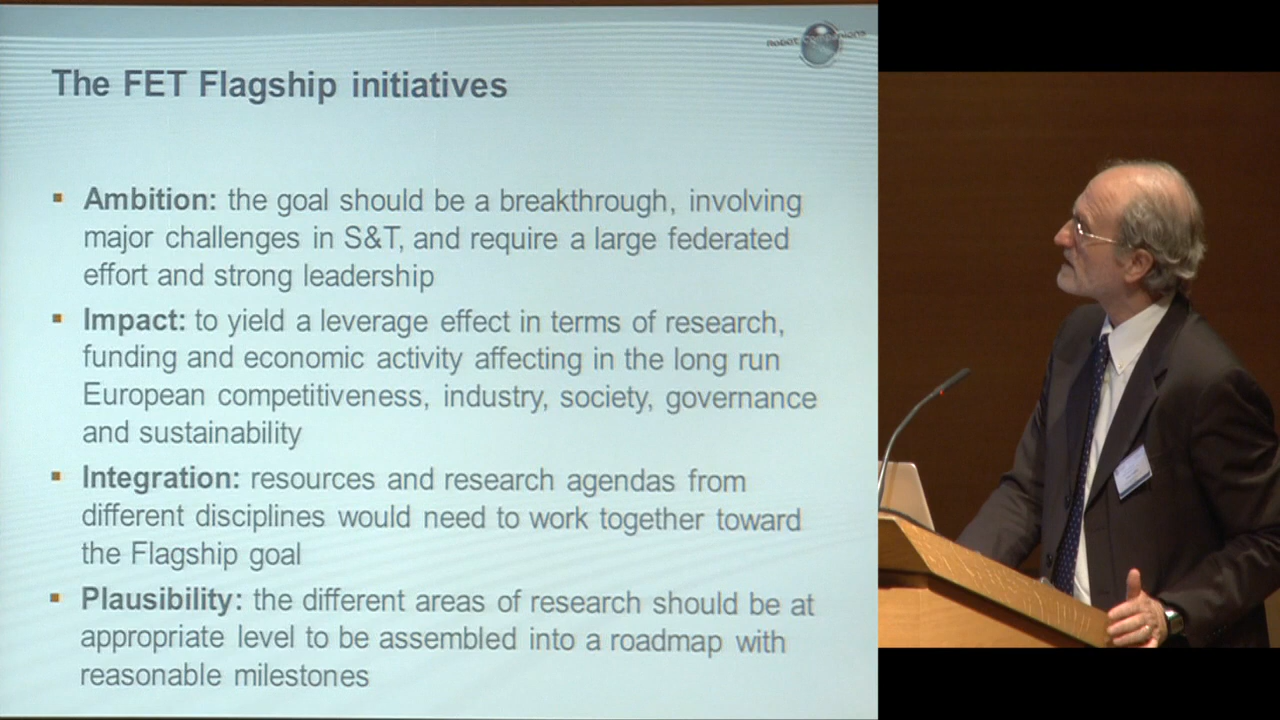 ROBOT COMPANIONS
The FET Flagship initiatives
Ambition: the goal should be a breakthrough, involving
major challenges in S&T, and require a large federated
effort and strong leadership
Impact: to yield a leverage effect in terms of research,
funding and economic activity affecting in the long run
European competitiveness, industry, society, governance
and sustainability
Integration: resources and research agendas from
different disciplines would need to work together toward
the Flagship goal
Plausibility: the different areas of research should be at
appropriate level to be assembled into a roadmap with
reasonable milestones